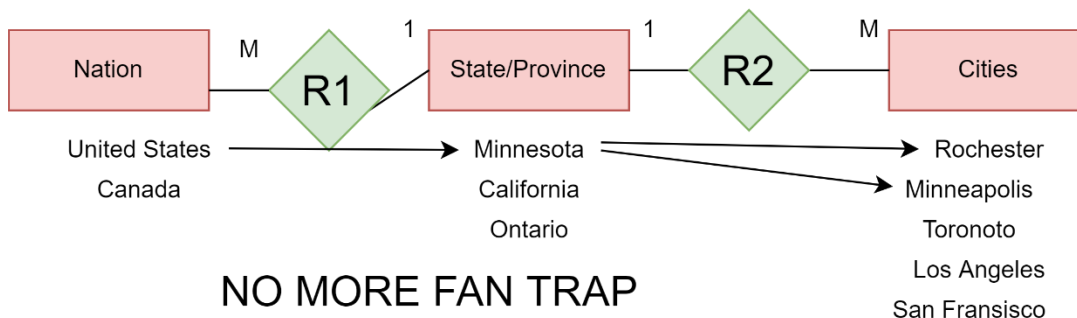 M 1 1 M
Nation R1 State/Province R2 Cities
United States Minnesota Rochester
Canada California Minneapolis
Ontario Toronoto
Los Angeles
NO MORE FAN TRAP
San Fransisco